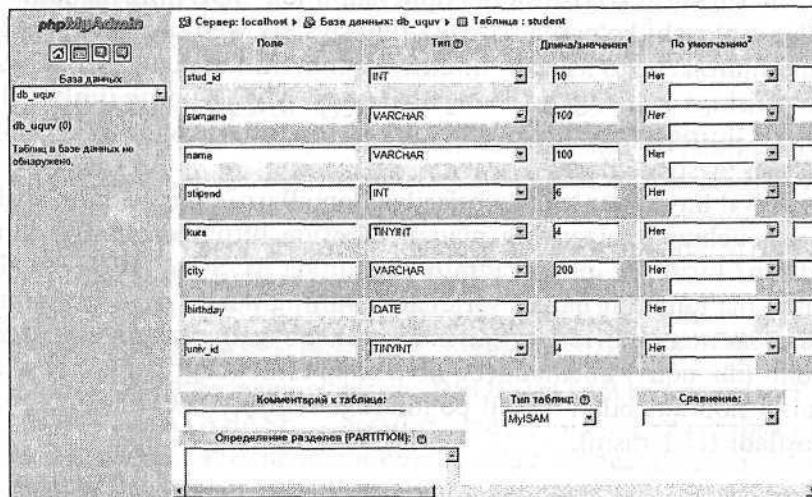 phpMyAdmin
Сервер: localhost ▸ База данных: db_uquv ▸ Таблица : student
База данных
db_uquv
db_uquv (0)
Таблиц в базе данных не обнаружено.
Поле Тип Длина/значения¹ По умолчанию²
stud_id INT 10 Нет
surname VARCHAR 100 Нет
name VARCHAR 100 Нет
stipend INT 6 Нет
kurs TINYINT 4 Нет
city VARCHAR 200 Нет
birthday DATE Нет
univ_id TINYINT 4 Нет
Комментарий к таблице: Тип таблиц: Сравнение:
MyISAM
Определение разделов (PARTITION):